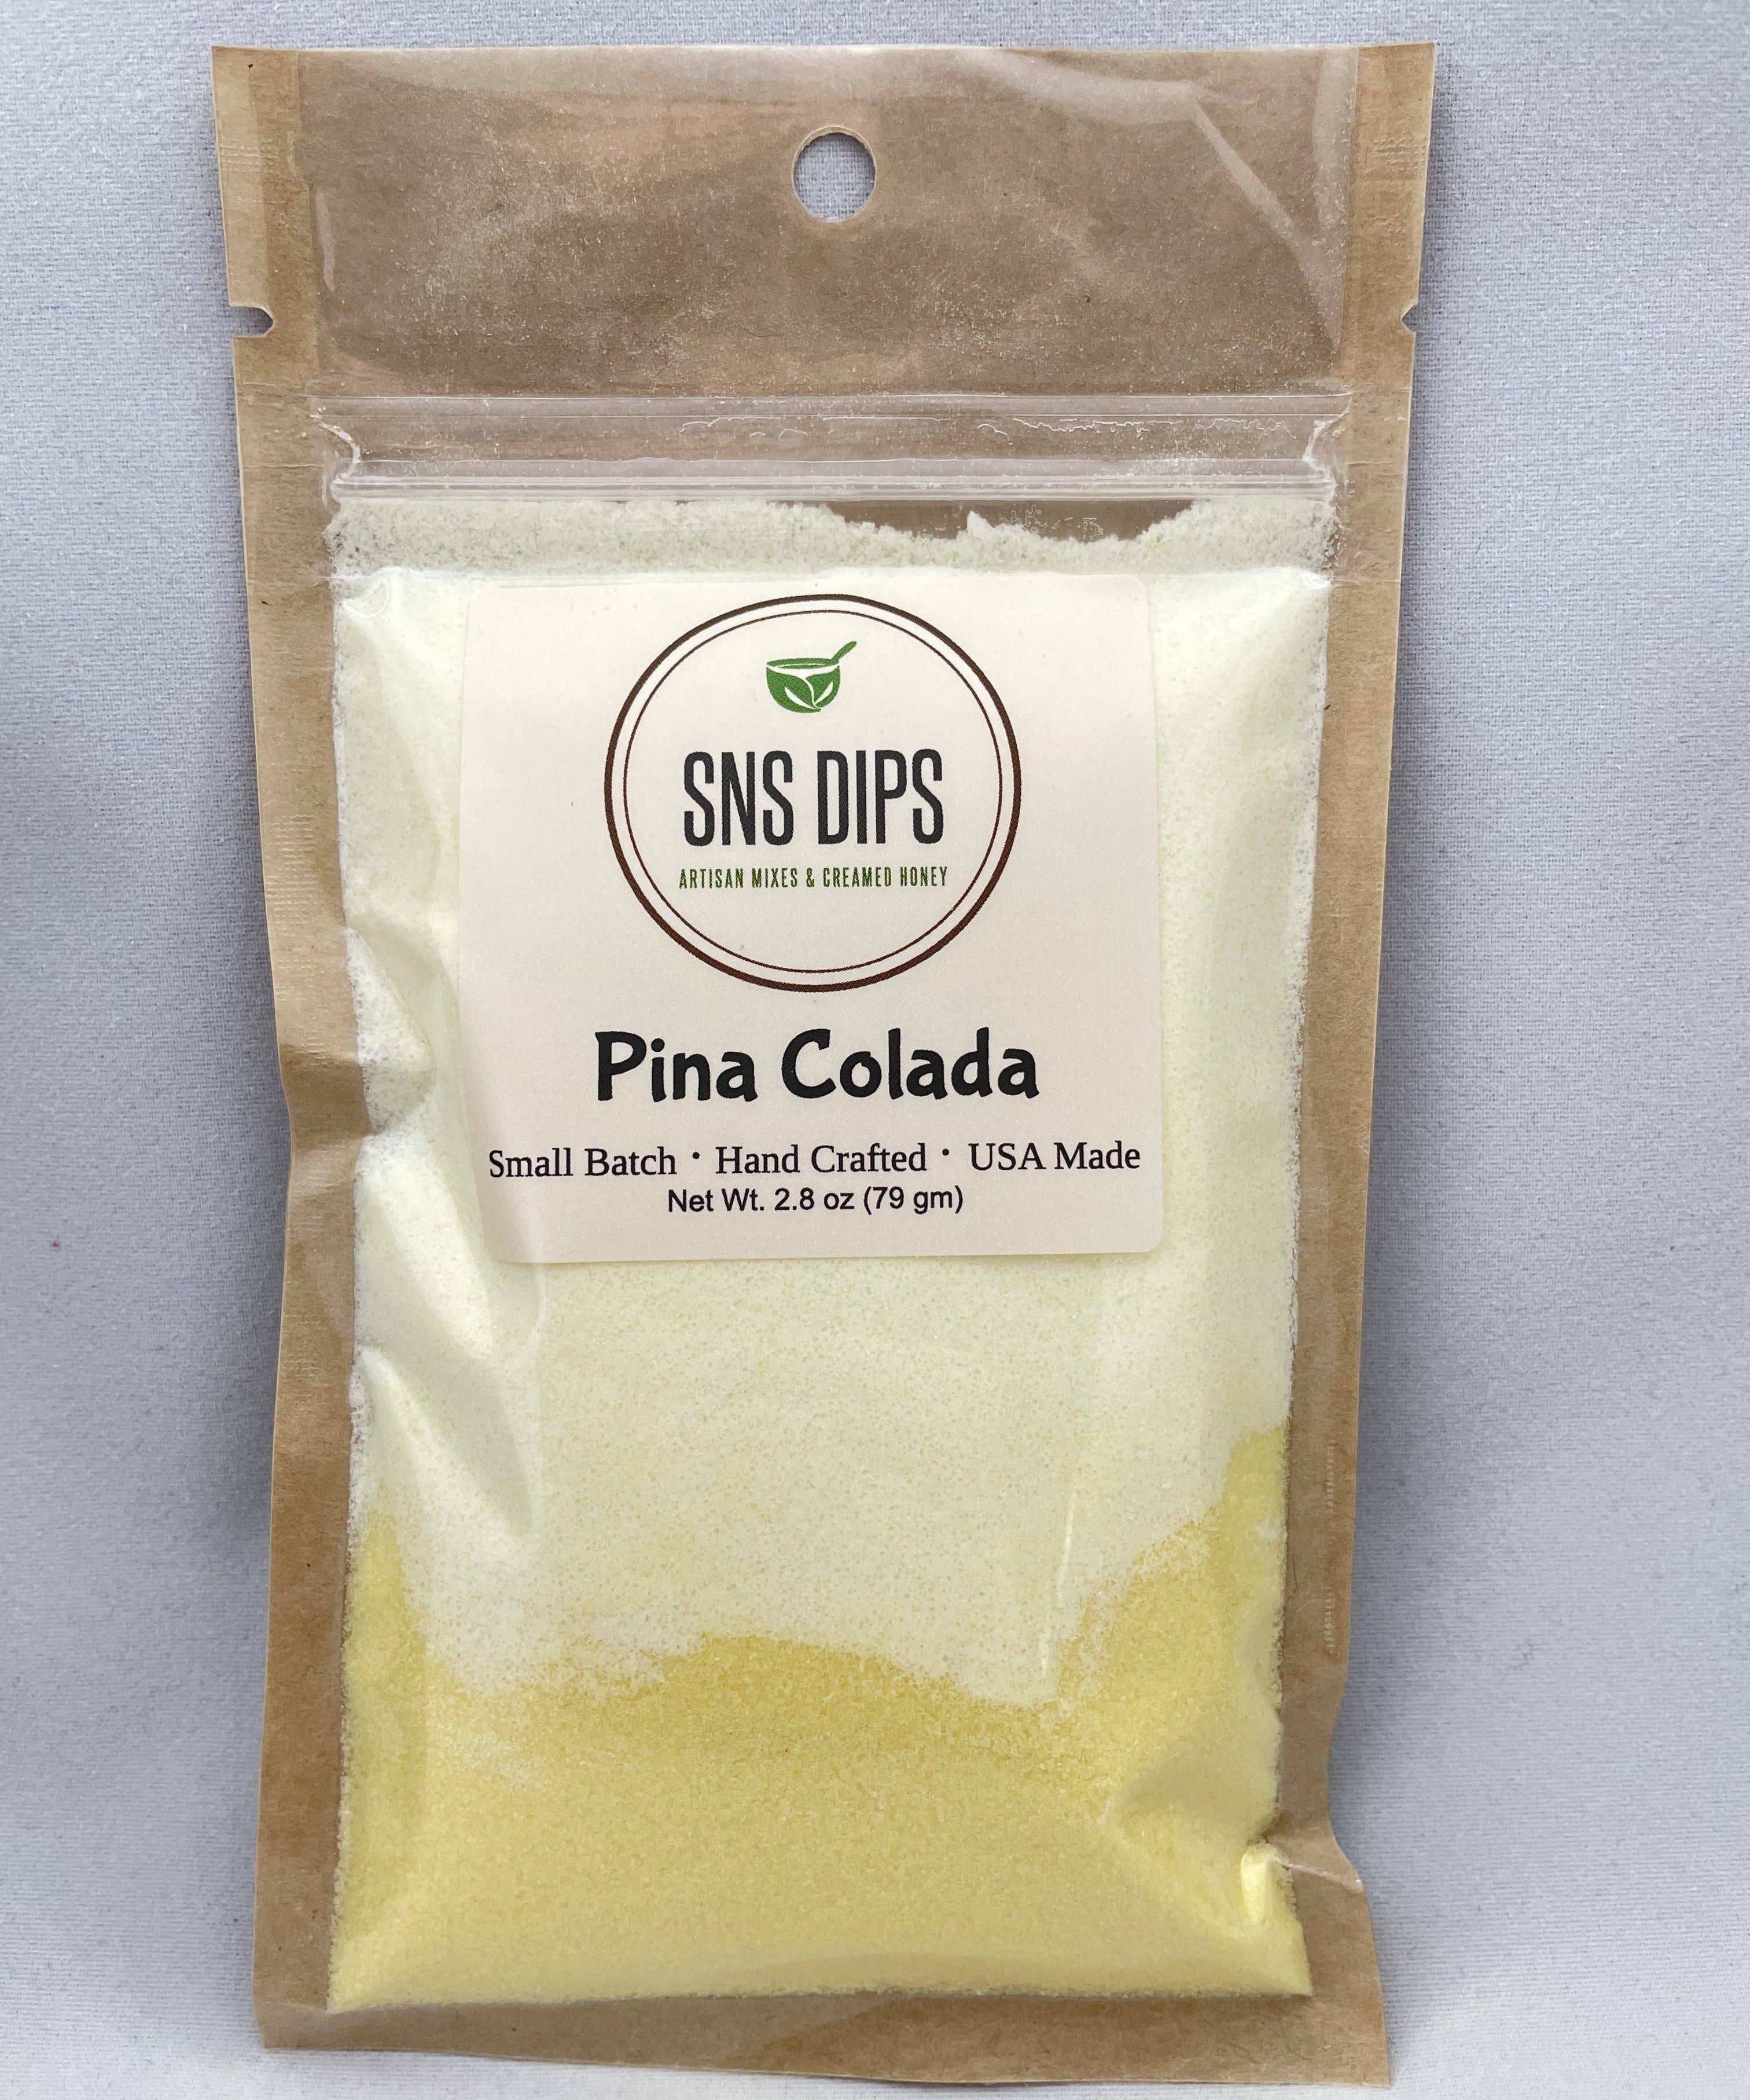 SNS DIPS
ARTISAN MIXES & CREAMED HONEY
Pina Colada
Small Batch • Hand Crafted • USA Made
Net Wt. 2.8 oz (79 gm)